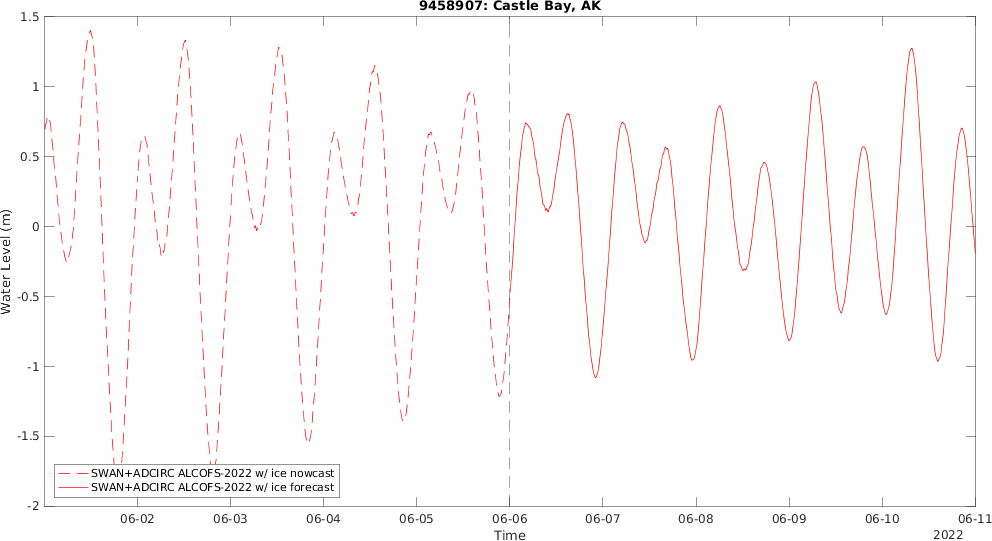 9458907: Castle Bay, AK
1.5
1
0.5
0
-0.5
-1
-1.5
-2
Water Level (m)
SWAN+ADCIRC ALCOFS-2022 w/ ice nowcast
SWAN+ADCIRC ALCOFS-2022 w/ ice forecast
06-02 06-03 06-04 06-05 06-06 06-07 06-08 06-09 06-10 06-11
Time
2022